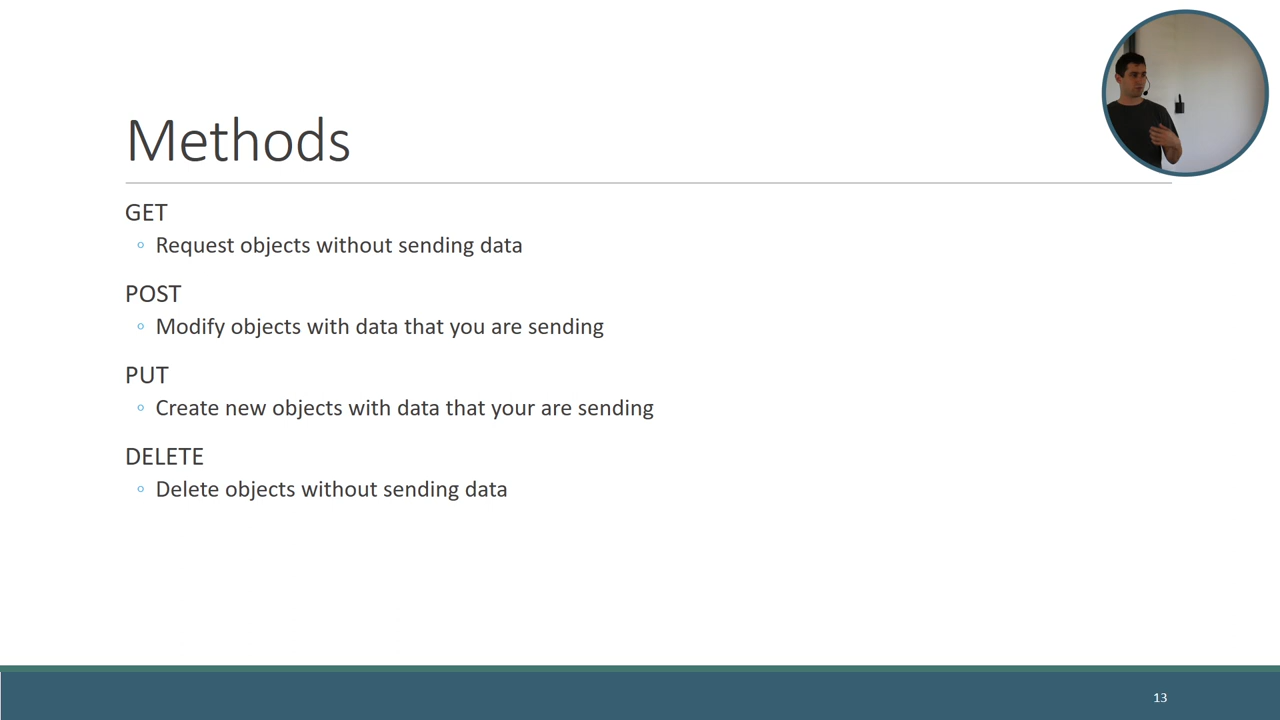 Methods
GET
◦ Request objects without sending data
POST
◦ Modify objects with data that you are sending
PUT
◦ Create new objects with data that your are sending
DELETE
◦ Delete objects without sending data
13